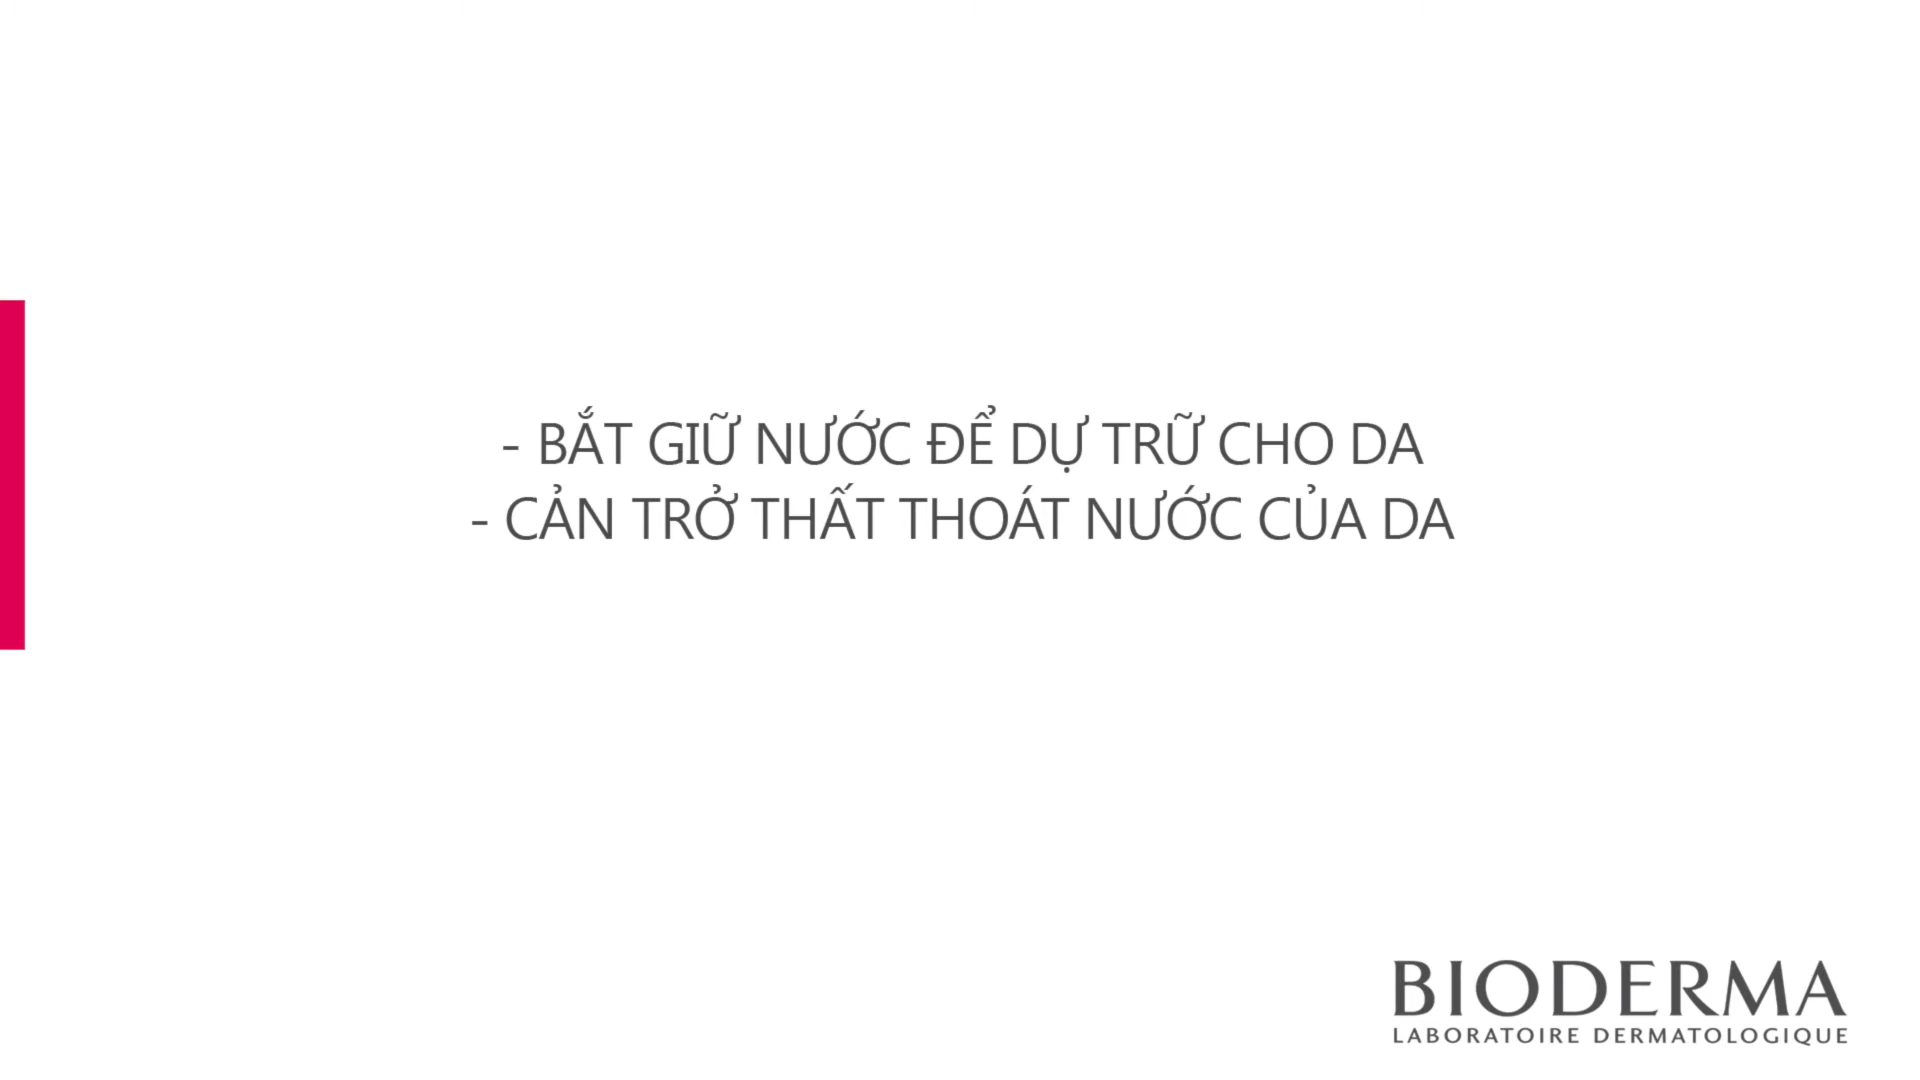 - BẮT GIỮ NƯỚC ĐỂ DỰ TRỮ CHO DA
- CẢN TRỞ THẤT THOÁT NƯỚC CỦA DA
BIODERMA
LABORATOIRE DERMATOLOGIQUE